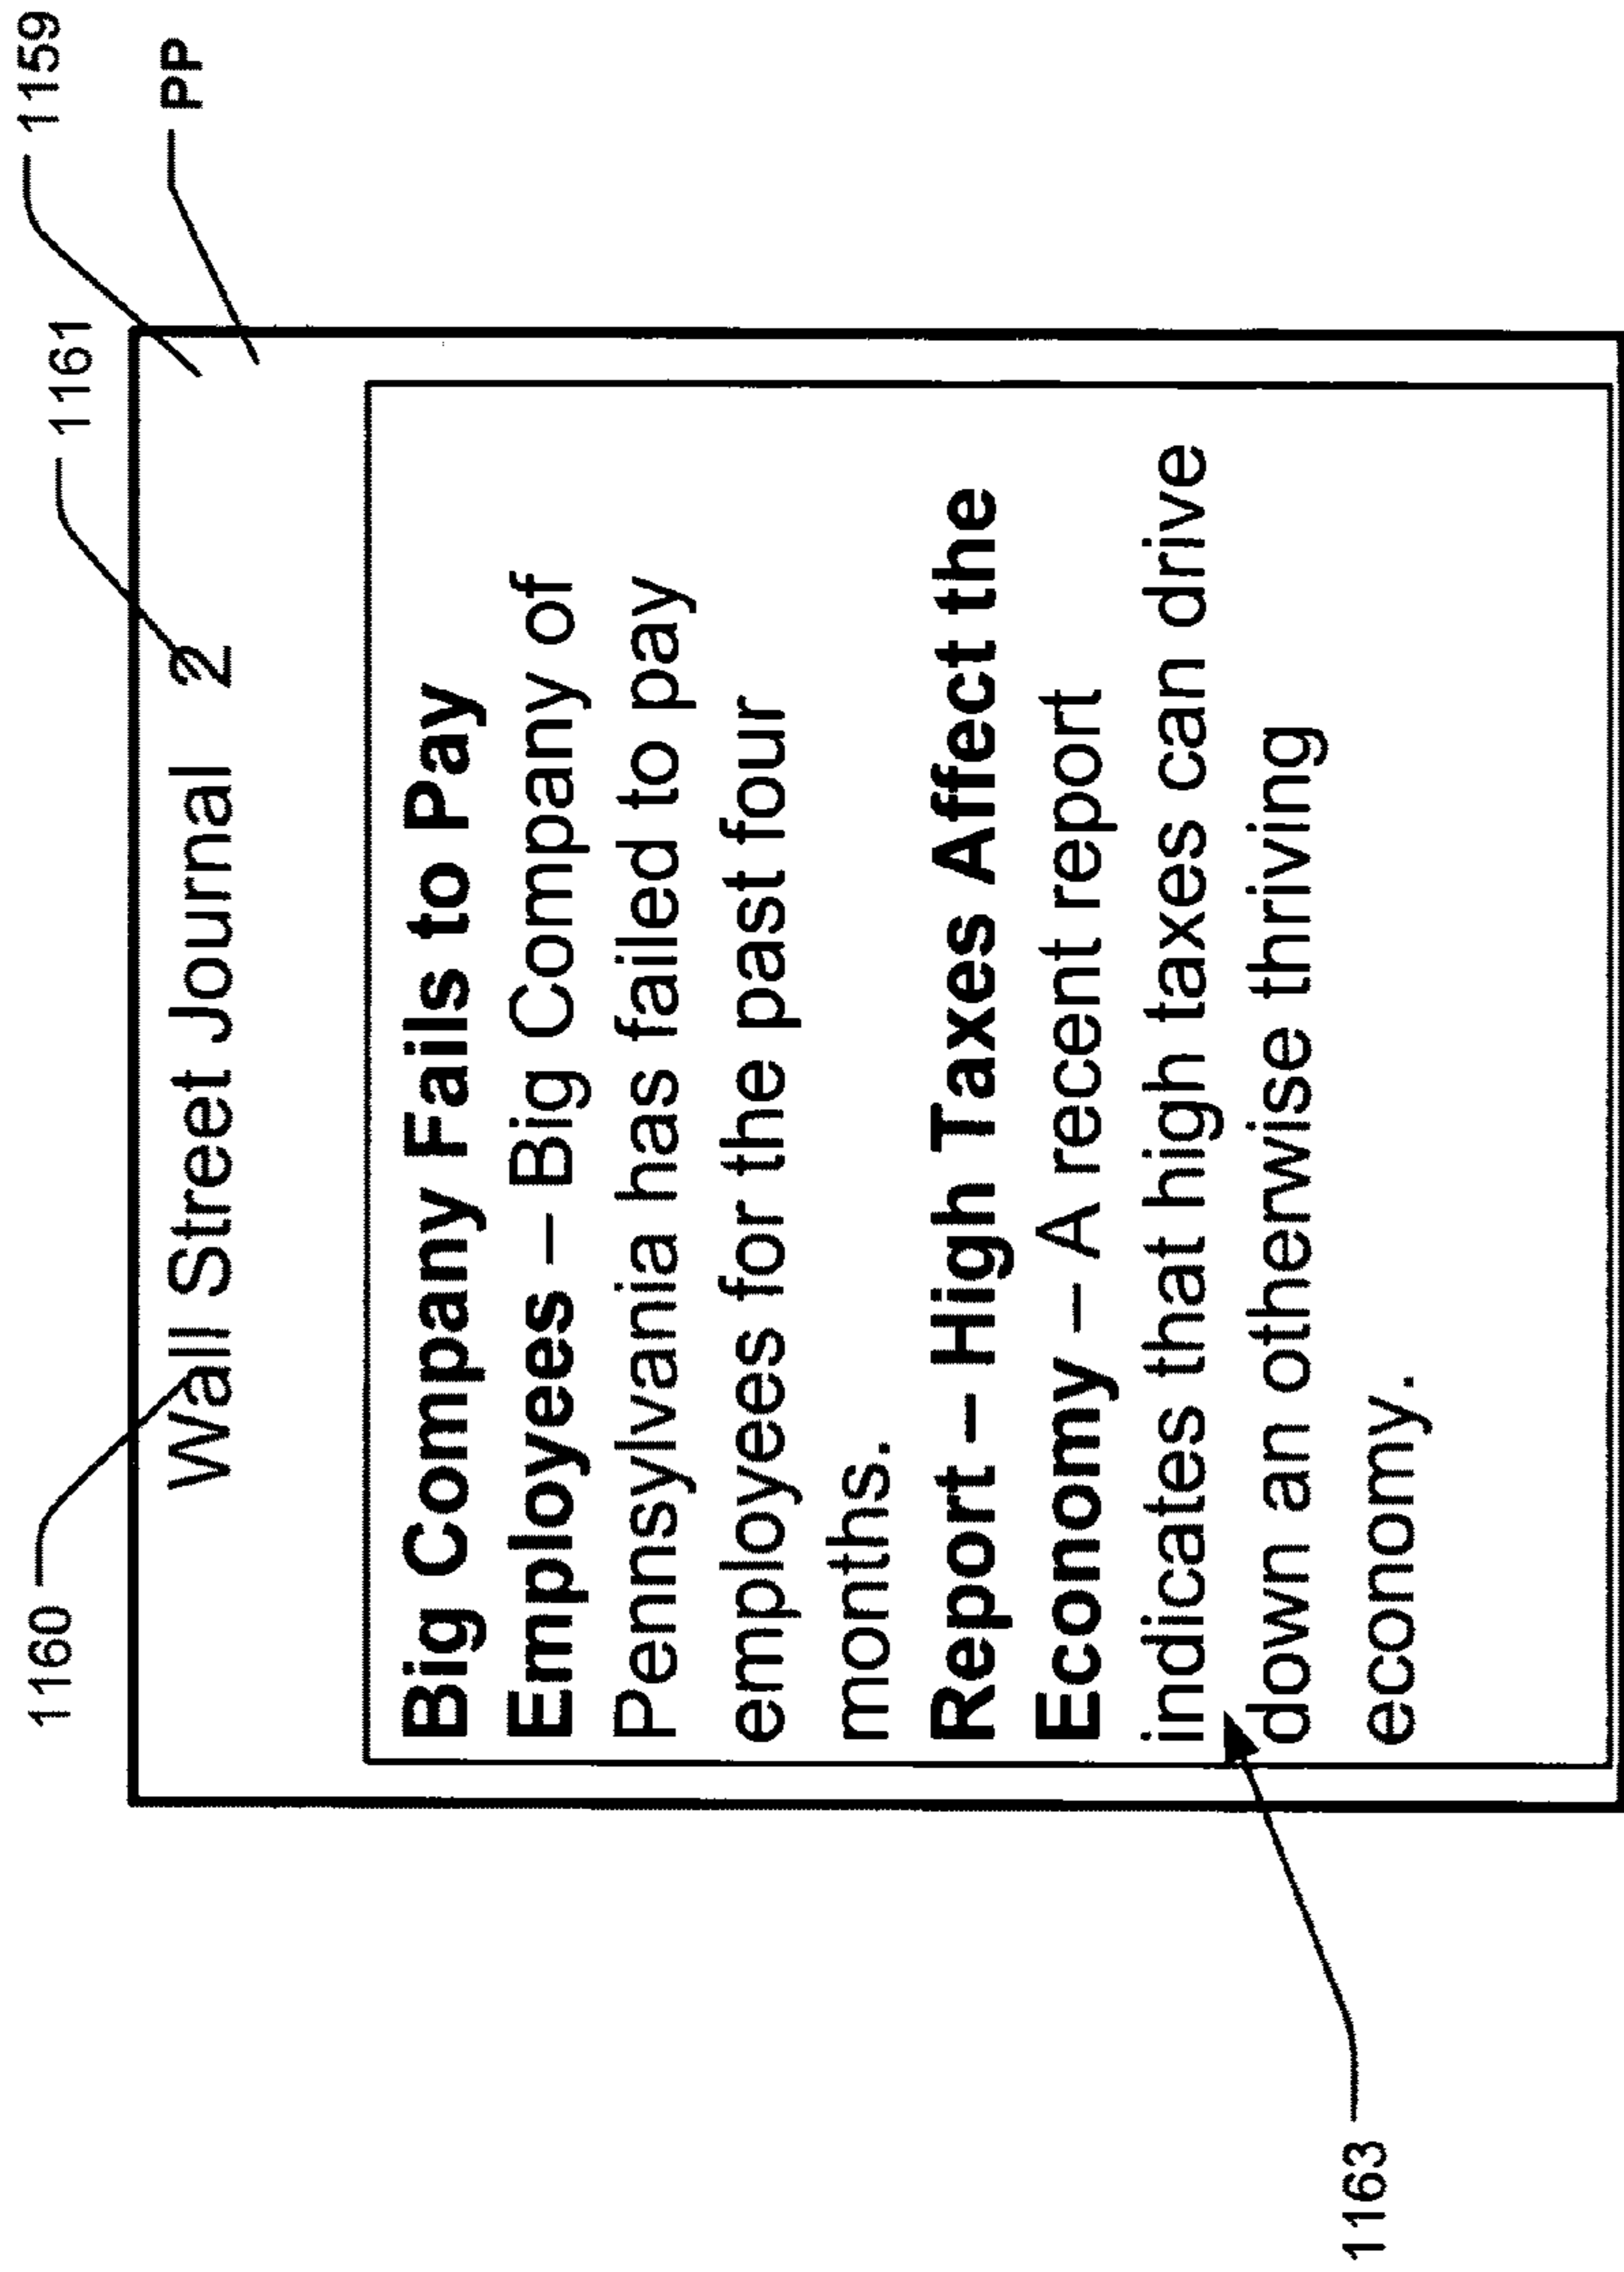 1160
1161
1159
PP
Wall Street Journal 2
Big Company Fails to Pay
Employees – Big Company of
Pennsylvania has failed to pay
employees for the past four
months.
Report – High Taxes Affect the
Economy – A recent report
indicates that high taxes can drive
down an otherwise thriving
economy.
1163